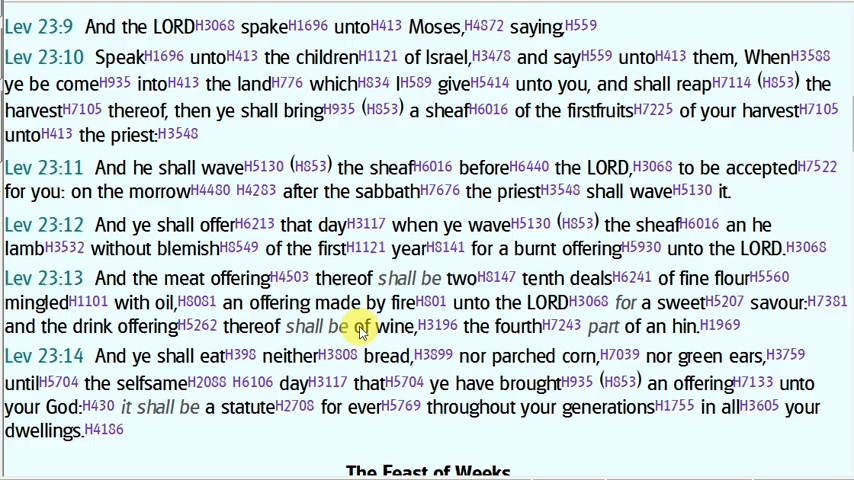 Lev 23:9 And the LORDH3068 spakeH1696 untoH413 Moses,H4872 saying,H559
Lev 23:10 SpeakH1696 untoH413 the childrenH1121 of Israel,H3478 and sayH559 untoH413 them, WhenH3588
ye be comeH935 intoH413 the landH776 whichH834 IH589 giveH5414 unto you, and shall reapH7114 (H853) the
harvestH7105 thereof, then ye shall bringH935 (H853) a sheafH6016 of the firstfruitsH7225 of your harvestH7105
untoH413 the priest:H3548
Lev 23:11 And he shall waveH5130 (H853) the sheafH6016 beforeH6440 the LORD,H3068 to be acceptedH7522
for you: on the morrowH4480 H4283 after the sabbathH7676 the priestH3548 shall waveH5130 it.
Lev 23:12 And ye shall offerH6213 that dayH3117 when ye waveH5130 (H853) the sheafH6016 an he
lambH3532 without blemishH8549 of the firstH1121 yearH8141 for a burnt offeringH5930 unto the LORD.H3068
Lev 23:13 And the meat offeringH4503 thereof shall be twoH8147 tenth dealsH6241 of fine flourH5560
mingledH1101 with oil,H8081 an offering made by fireH801 unto the LORDH3068 for a sweetH5207 savour:H7381
and the drink offeringH5262 thereof shall be of wine,H3196 the fourthH7243 part of an hin.H1969
Lev 23:14 And ye shall eatH398 neitherH3808 bread,H3899 nor parched corn,H7039 nor green ears,H3759
untilH5704 the selfsameH2088 H6106 dayH3117 thatH5704 ye have broughtH935 (H853) an offeringH7133 unto
your God:H430 it shall be a statuteH2708 for everH5769 throughout your generationsH1755 in allH3605 your
dwellings.H4186
The Feast of Weeks